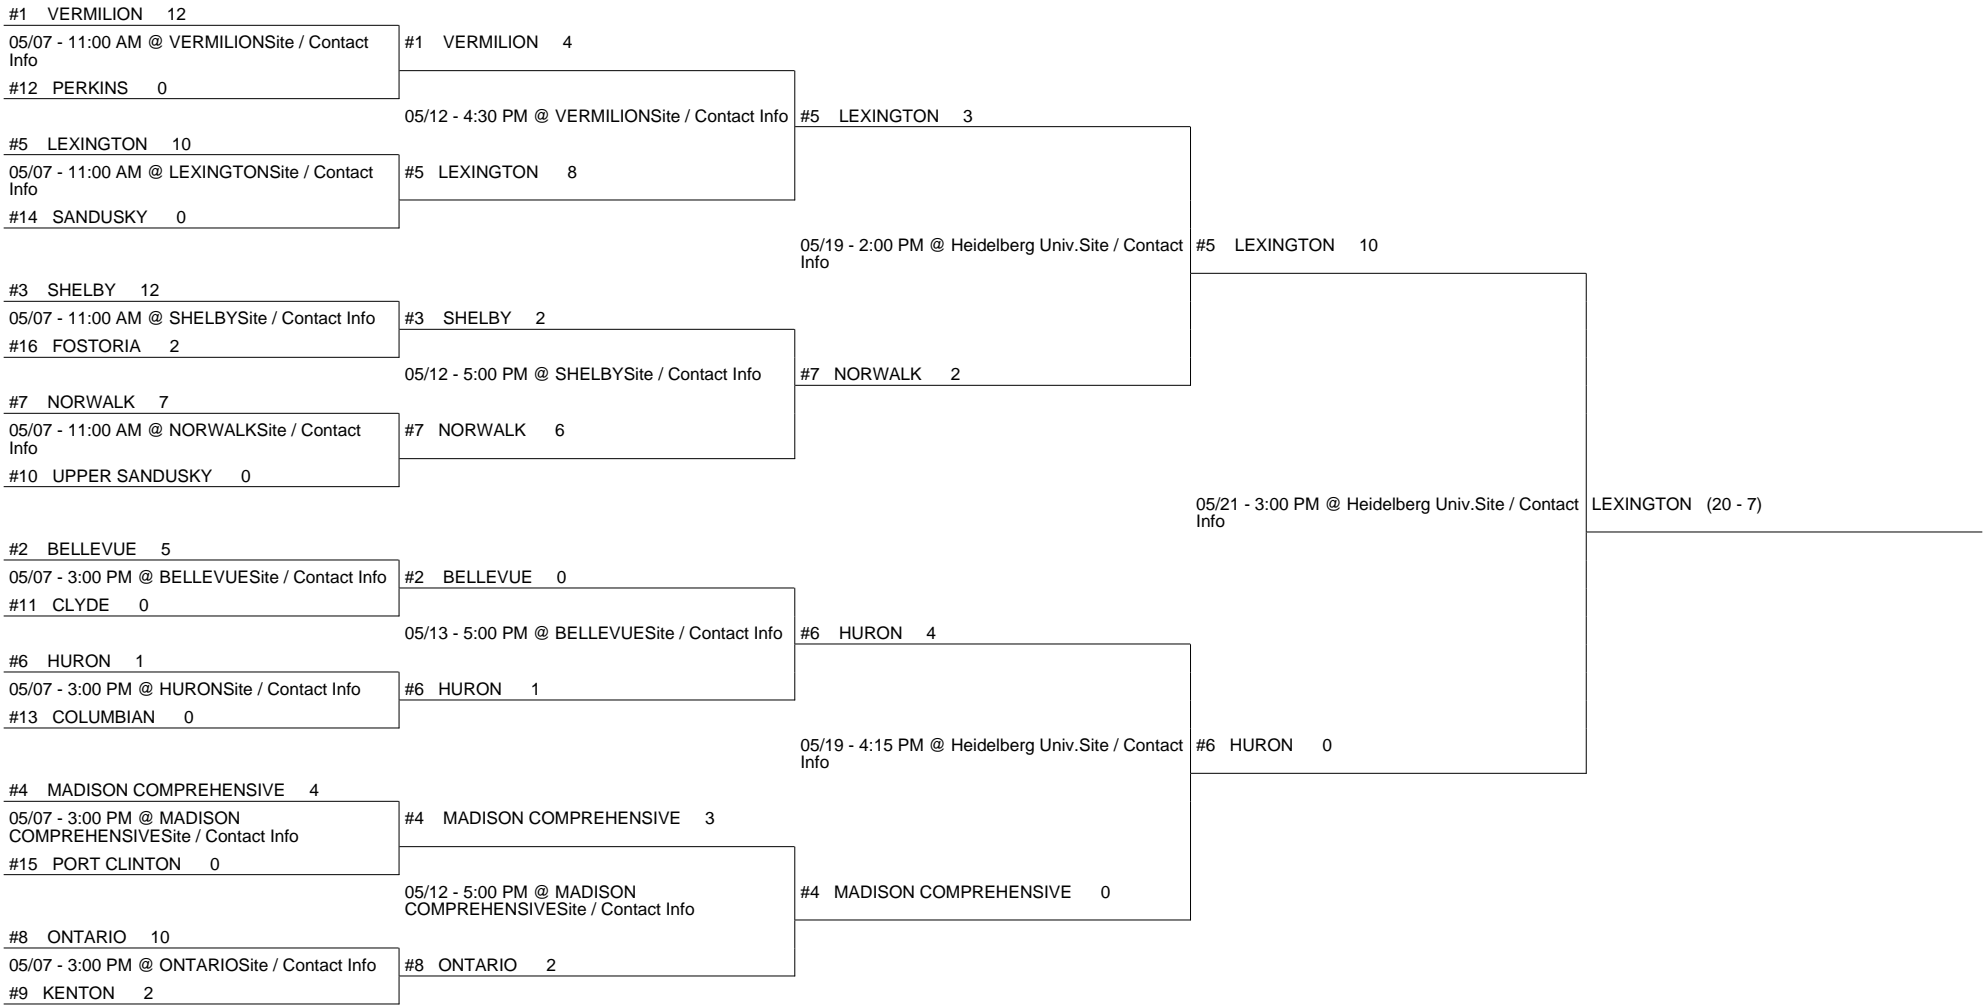 #1 VERMILION 12
05/07 - 11:00 AM @ VERMILIONSite / Contact
Info
#12 PERKINS 0
#5 LEXINGTON 10
05/07 - 11:00 AM @ LEXINGTONSite / Contact
Info
#14 SANDUSKY 0
#3 SHELBY 12
05/07 - 11:00 AM @ SHELBYSite / Contact Info
#16 FOSTORIA 2
#7 NORWALK 7
05/07 - 11:00 AM @ NORWALKSite / Contact
Info
#10 UPPER SANDUSKY 0
#2 BELLEVUE 5
05/07 - 3:00 PM @ BELLEVUESite / Contact Info
#11 CLYDE 0
#6 HURON 1
05/07 - 3:00 PM @ HURONSite / Contact Info
#13 COLUMBIAN 0
#4 MADISON COMPREHENSIVE 4
05/07 - 3:00 PM @ MADISON
COMPREHENSIVESite / Contact Info
#15 PORT CLINTON 0
#8 ONTARIO 10
05/07 - 3:00 PM @ ONTARIOSite / Contact Info
#9 KENTON 2
#1 VERMILION 4
05/12 - 4:30 PM @ VERMILIONSite / Contact Info
#5 LEXINGTON 8
#3 SHELBY 2
05/12 - 5:00 PM @ SHELBYSite / Contact Info
#7 NORWALK 6
#2 BELLEVUE 0
05/13 - 5:00 PM @ BELLEVUESite / Contact Info
#6 HURON 1
#4 MADISON COMPREHENSIVE 3
05/12 - 5:00 PM @ MADISON
COMPREHENSIVESite / Contact Info
#8 ONTARIO 2
#5 LEXINGTON 3
05/19 - 2:00 PM @ Heidelberg Univ.Site / Contact
Info
#7 NORWALK 2
#6 HURON 4
05/19 - 4:15 PM @ Heidelberg Univ.Site / Contact
Info
#4 MADISON COMPREHENSIVE 0
#5 LEXINGTON 10
05/21 - 3:00 PM @ Heidelberg Univ.Site / Contact
Info
#6 HURON 0
LEXINGTON (20 - 7)